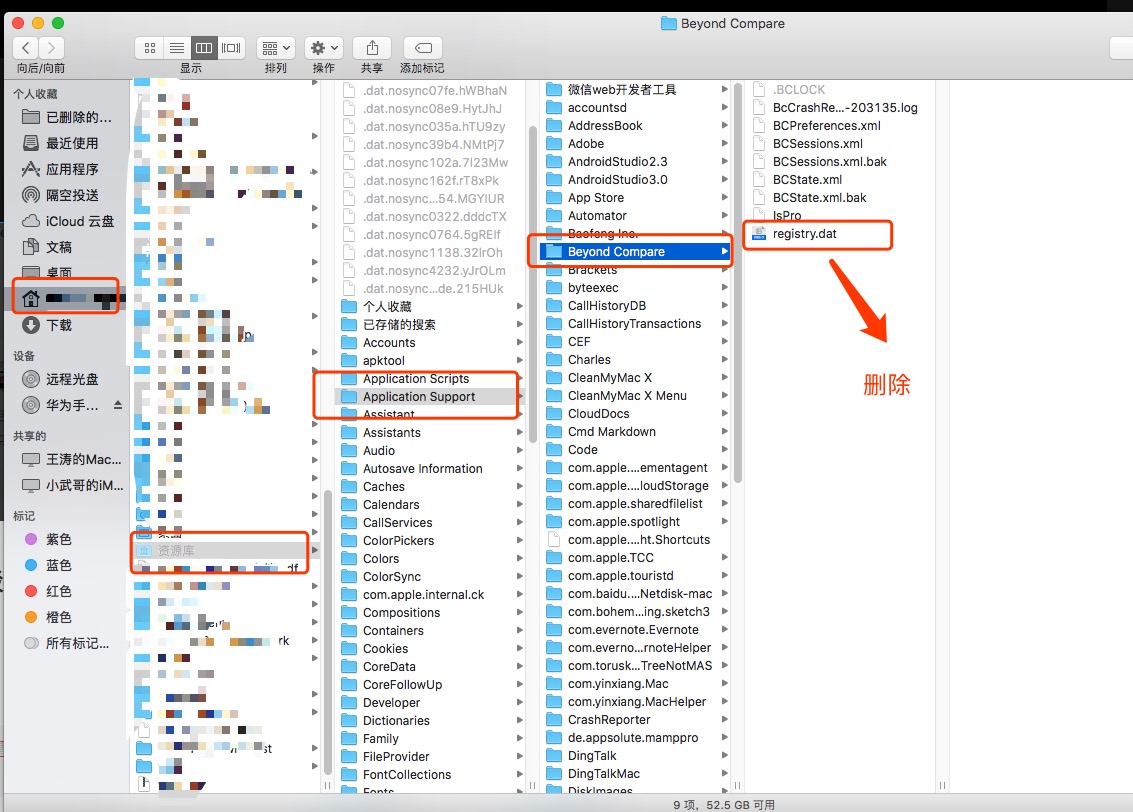 Beyond Compare
向后/向前
显示
排列
操作
共享
添加标记
个人收藏
已删除的...
最近使用
应用程序
隔空投送
iCloud 云盘
文稿
桌面
下载
设备
远程光盘
华为手...
共享的
王涛的Mac...
小武哥的iM...
标记
紫色
蓝色
红色
橙色
所有标记...
资源库
.dat.nosync07fe.hWBhaN
.dat.nosync08e9.HytJhJ
.dat.nosync035a.hTU9zy
.dat.nosync39b4.NMtPj7
.dat.nosync102a.7I23Mw
.dat.nosync162f.rT8xPk
.dat.nosync...54.MGYIUR
.dat.nosync0322.dddcTX
.dat.nosync0764.5gRElf
.dat.nosync1138.32IrOh
.dat.nosync4232.yJrOLm
.dat.nosync...de.215HUk
个人收藏
已存储的搜索
Accounts
apktool
Application Scripts
Application Support
Assistant
Assistants
Audio
Autosave Information
Caches
Calendars
CallServices
ColorPickers
Colors
ColorSync
com.apple.internal.ck
Compositions
Containers
Cookies
CoreData
CoreFollowUp
Developer
Dictionaries
Family
FileProvider
FontCollections
Fonts
微信web开发者工具
accountsd
AddressBook
Adobe
AndroidStudio2.3
AndroidStudio3.0
App Store
Automator
Baofeng Inc.
Beyond Compare
Brackets
byteexec
CallHistoryDB
CallHistoryTransactions
CEF
Charles
CleanMyMac X
CleanMyMac X Menu
CloudDocs
Cmd Markdown
Code
com.apple....ementagent
com.apple....loudStorage
com.apple.sharedfilelist
com.apple.spotlight
com.apple....ht.Shortcuts
com.apple.TCC
com.apple.touristd
com.baidu....Netdisk-mac
com.bohem...ing.sketch3
com.evernote.Evernote
com.everno...rnoteHelper
com.torusk...TreeNotMAS
com.yinxiang.Mac
com.yinxiang.MacHelper
CrashReporter
de.appsolute.mamppro
DingTalk
DingTalkMac
DiskImages
.BCLOCK
BcCrashRe...-203135.log
BCPreferences.xml
BCSessions.xml
BCSessions.xml.bak
BCState.xml
BCState.xml.bak
IsPro
registry.dat
删除
9 项，52.5 GB 可用